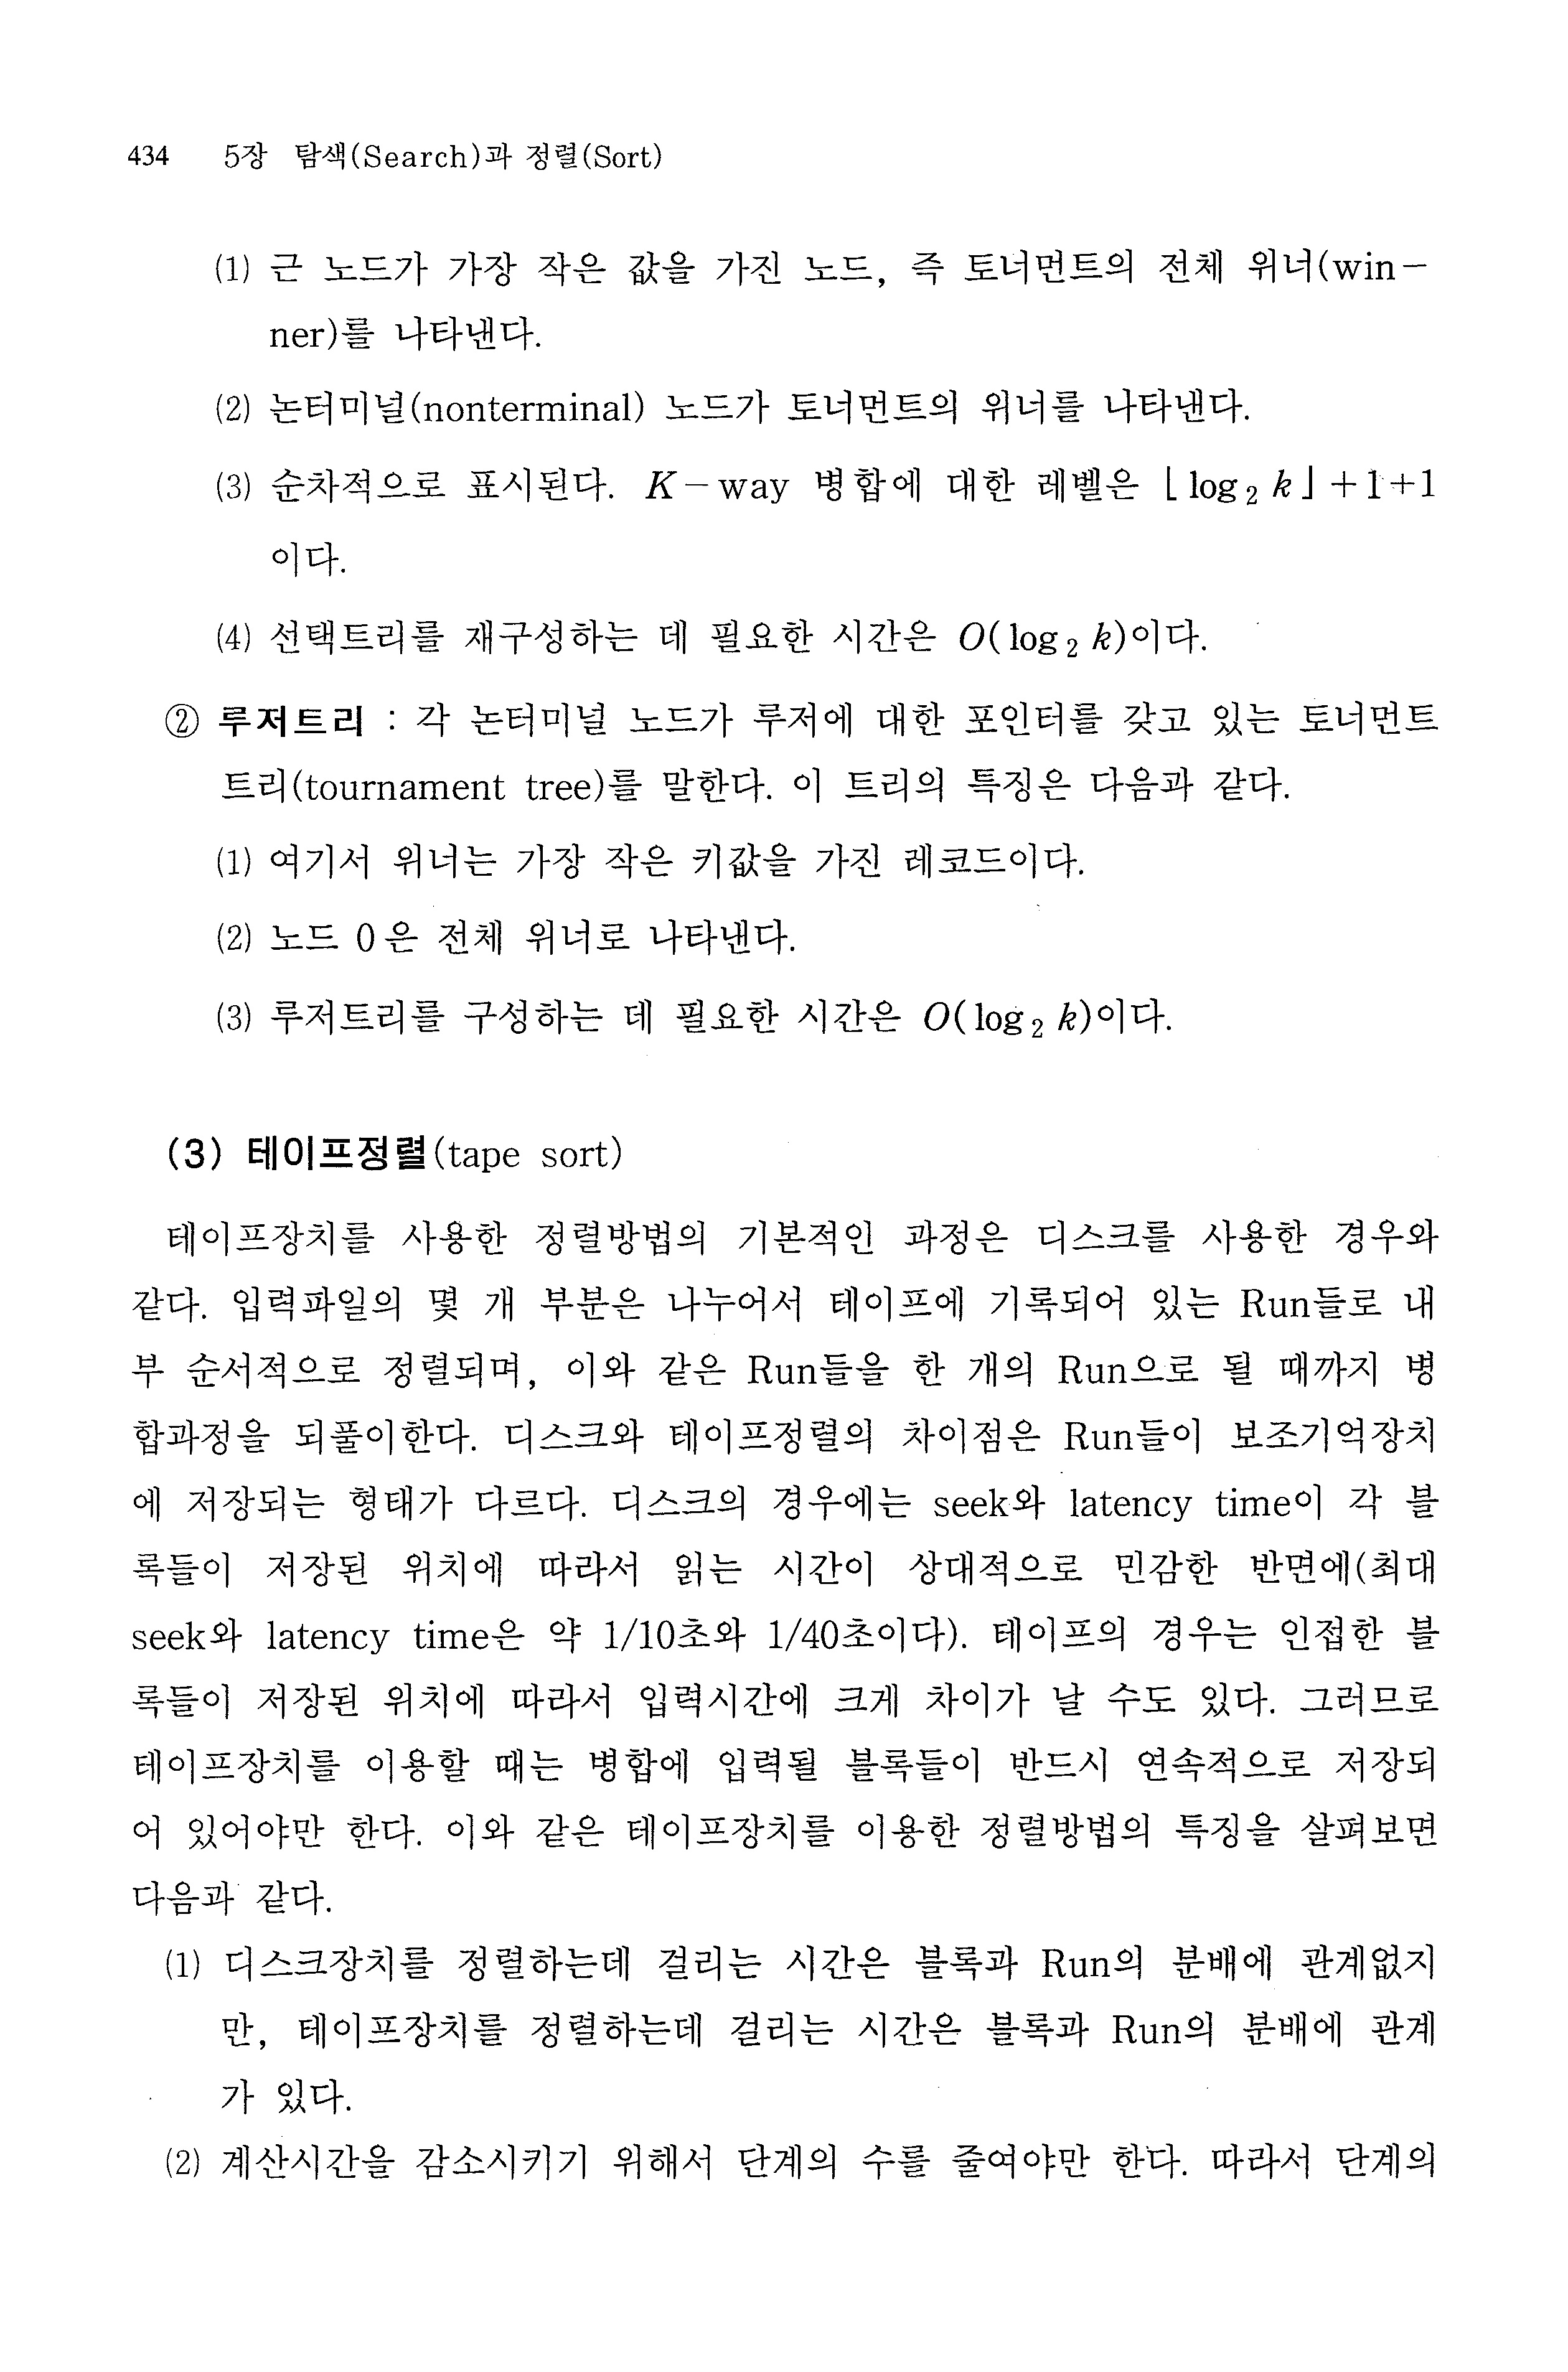 434 5장 탐색(Search)과 정렬(Sort)
(1) 근 노드가 가장 작은 값을 가진 노드, 즉 토너먼트의 전체 위너(win-
ner)를 나타낸다.
(2) 논터미널(nonterminal) 노드가 토너먼트의 위너를 나타낸다.
(3) 순차적으로 표시된다. K-way 병합에 대한 레벨은 ⌊log₂ k⌋+1+1
이다.
(4) 선택트리를 재구성하는 데 필요한 시간은 O(log₂ k)이다.
② 루저트리 : 각 논터미널 노드가 루저에 대한 포인터를 갖고 있는 토너먼트
트리(tournament tree)를 말한다. 이 트리의 특징은 다음과 같다.
(1) 여기서 위너는 가장 작은 키값을 가진 레코드이다.
(2) 노드 0은 전체 위너로 나타낸다.
(3) 루저트리를 구성하는 데 필요한 시간은 O(log₂ k)이다.
(3) 테이프정렬(tape sort)
테이프장치를 사용한 정렬방법의 기본적인 과정은 디스크를 사용한 경우와
같다. 입력파일의 몇 개 부분은 나누어서 테이프에 기록되어 있는 Run들로 내
부 순서적으로 정렬되며, 이와 같은 Run들을 한 개의 Run으로 될 때까지 병
합과정을 되풀이한다. 디스크와 테이프정렬의 차이점은 Run들이 보조기억장치
에 저장되는 형태가 다르다. 디스크의 경우에는 seek와 latency time이 각 블
록들이 저장된 위치에 따라서 읽는 시간이 상대적으로 민감한 반면에(최대
seek와 latency time은 약 1/10초와 1/40초이다). 테이프의 경우는 인접한 블
록들이 저장된 위치에 따라서 입력시간에 크게 차이가 날 수도 있다. 그러므로
테이프장치를 이용할 때는 병합에 입력될 블록들이 반드시 연속적으로 저장되
어 있어야만 한다. 이와 같은 테이프장치를 이용한 정렬방법의 특징을 살펴보면
다음과 같다.
(1) 디스크장치를 정렬하는데 걸리는 시간은 블록과 Run의 분배에 관계없지
만, 테이프장치를 정렬하는데 걸리는 시간은 블록과 Run의 분배에 관계
가 있다.
(2) 계산시간을 감소시키기 위해서 단계의 수를 줄여야만 한다. 따라서 단계의